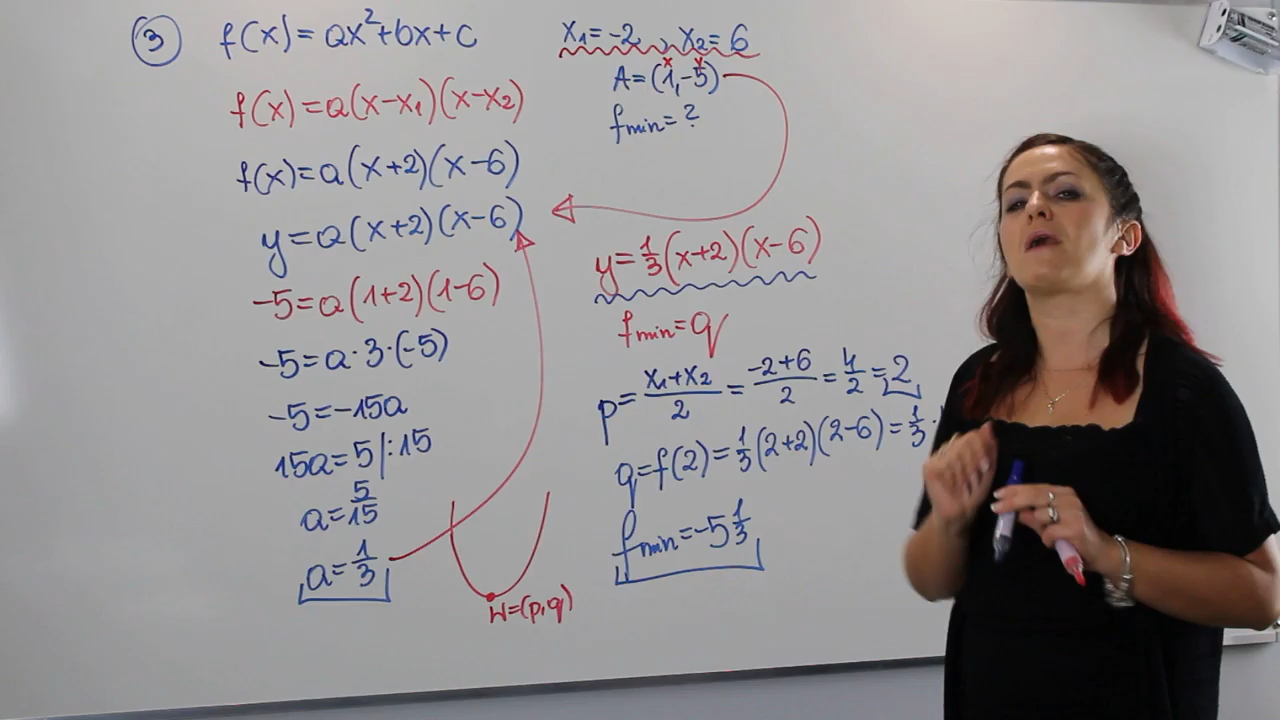 3 f(x)=ax²+bx+c
f(x)=a(x-x₁)(x-x₂)
f(x)=a(x+2)(x-6)
y=a(x+2)(x-6)
-5=a(1+2)(1-6)
-5=a·3·(-5)
-5=-15a
15a=5/:15
a=5/15
a=1/3
W=(p,q)
x₁=-2, x₂=6
x y
A=(1,-5)
fmin=?
y=1/3(x+2)(x-6)
fmin=q
p=x₁+x₂/2=-2+6/2=4/2=2
q=f(2)=1/3(2+2)(2-6)=1/3·
fmin=-5 1/3